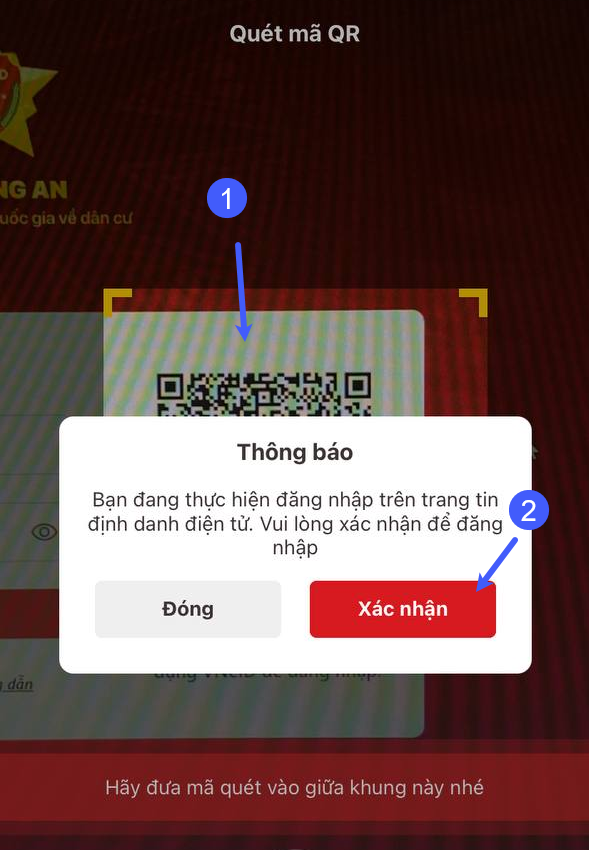 Quét mã QR
NG AN
uốc gia về dân cư
1
Thông báo
Bạn đang thực hiện đăng nhập trên trang tin
định danh điện tử. Vui lòng xác nhận để đăng
nhập
2
Đóng
Xác nhận
dụng VNeID để đăng nhập.
g dẫn
Hãy đưa mã quét vào giữa khung này nhé